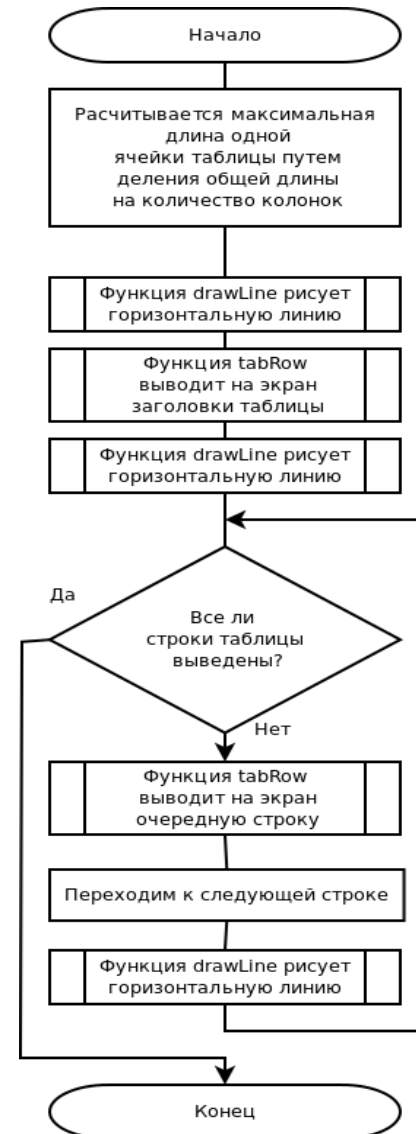 Начало
Расчитывается максимальная
длина одной
ячейки таблицы путем
деления общей длины
на количество колонок
Функция drawLine рисует
горизонтальную линию
Функция tabRow
выводит на экран
заголовки таблицы
Функция drawLine рисует
горизонтальную линию
Да
Все ли
строки таблицы
выведены?
Нет
Функция tabRow
выводит на экран
очередную строку
Переходим к следующей строке
Функция drawLine рисует
горизонтальную линию
Конец